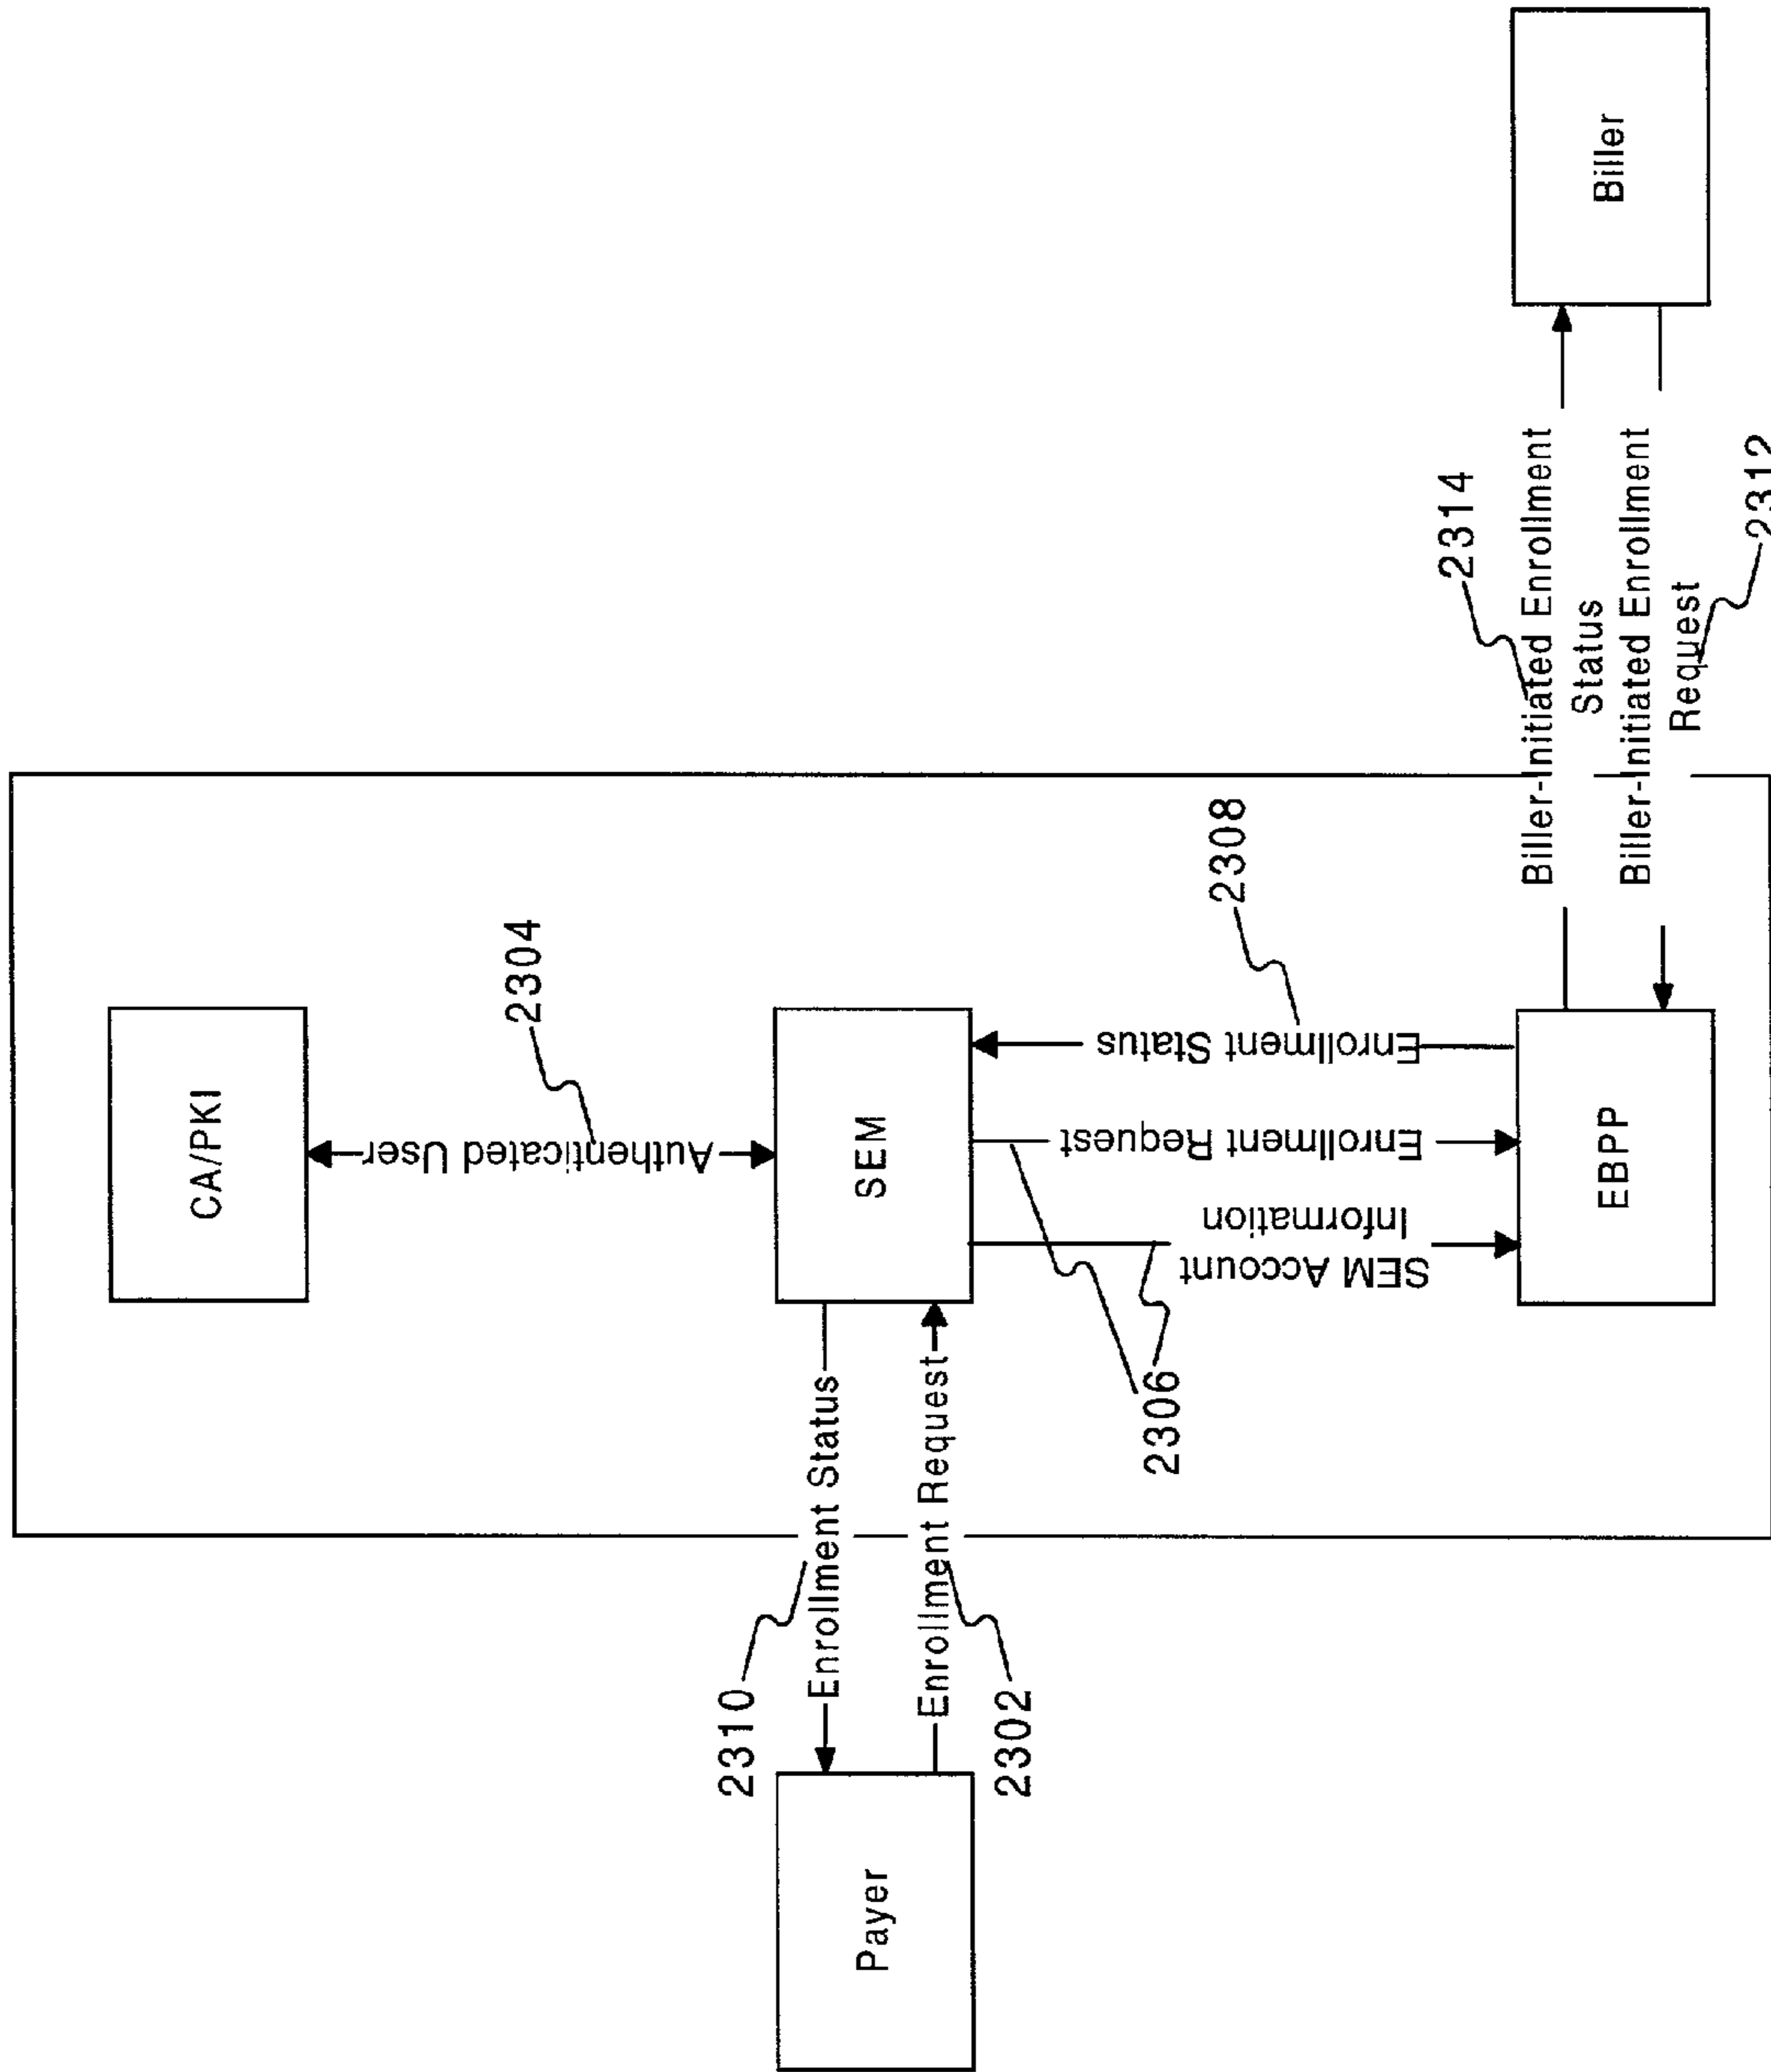 CA/PKI
2304
Authenticated User
2310
Enrollment Status
Payer
SEM
Enrollment Request
2302
2306
SEM Account
Information
Enrollment Request
Enrollment Status
2308
2314
Biller-Initiated Enrollment
Status
EBPP
Biller
Biller-Initiated Enrollment
Request
2312